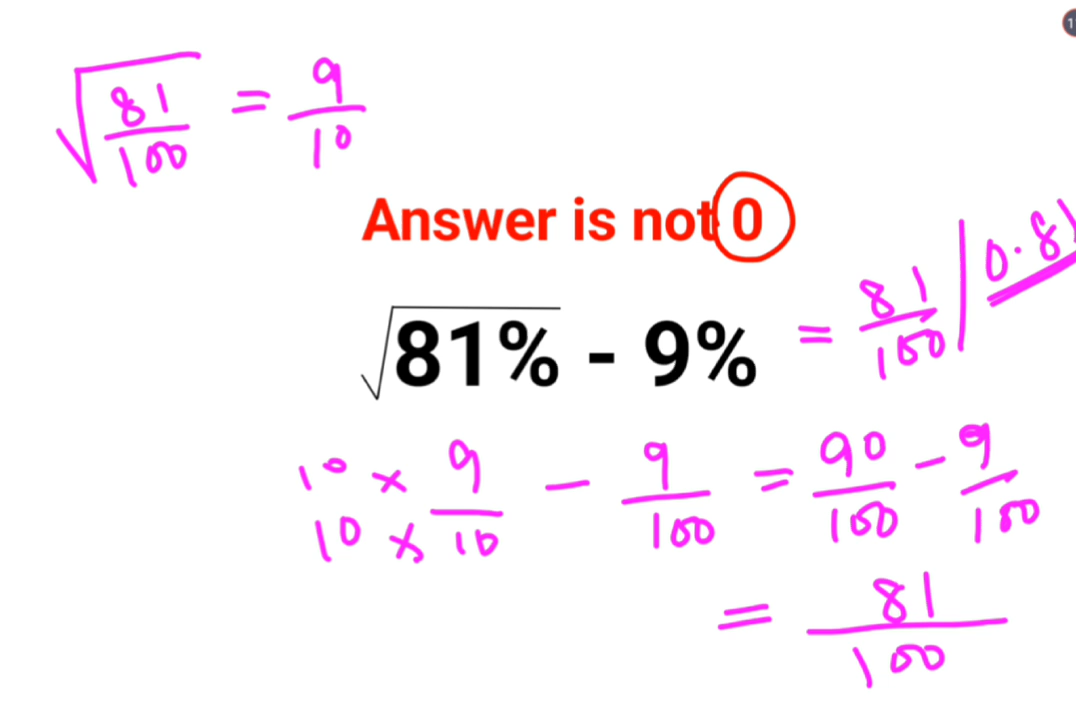 √(81/100) = 9/10
Answer is not 0
√81% - 9% = 81/100 | 0.81
10 × 9/10 × 10 - 9/100 = 90/100 - 9/100
= 81/100